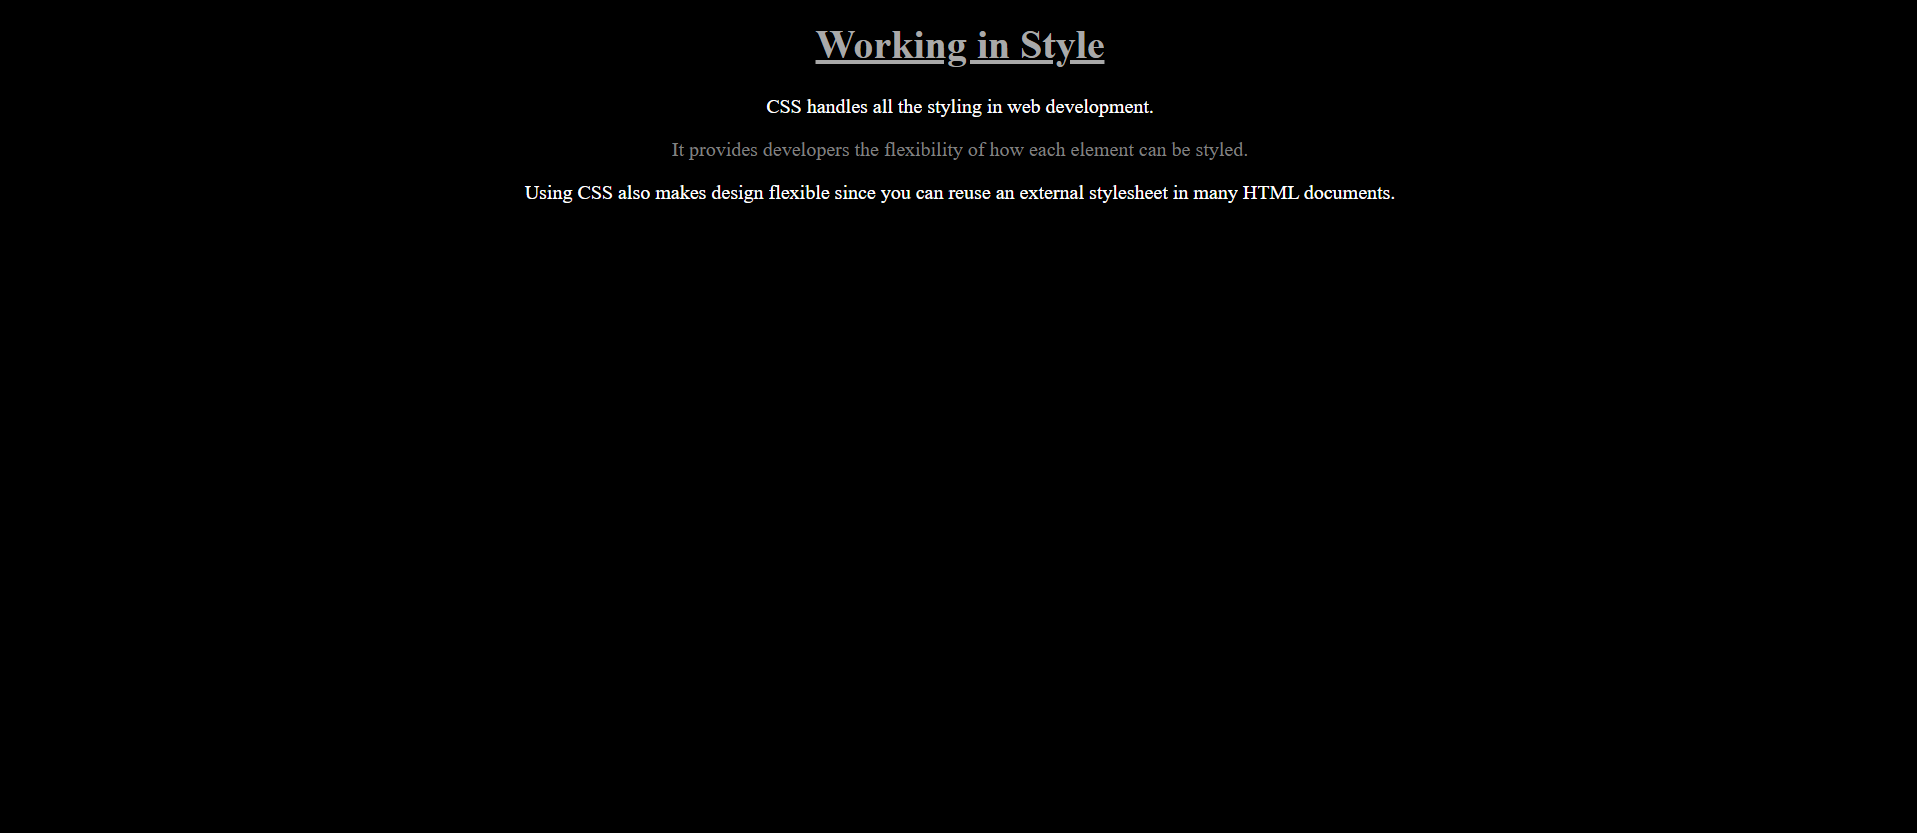 Working in Style
CSS handles all the styling in web development.
It provides developers the flexibility of how each element can be styled.
Using CSS also makes design flexible since you can reuse an external stylesheet in many HTML documents.